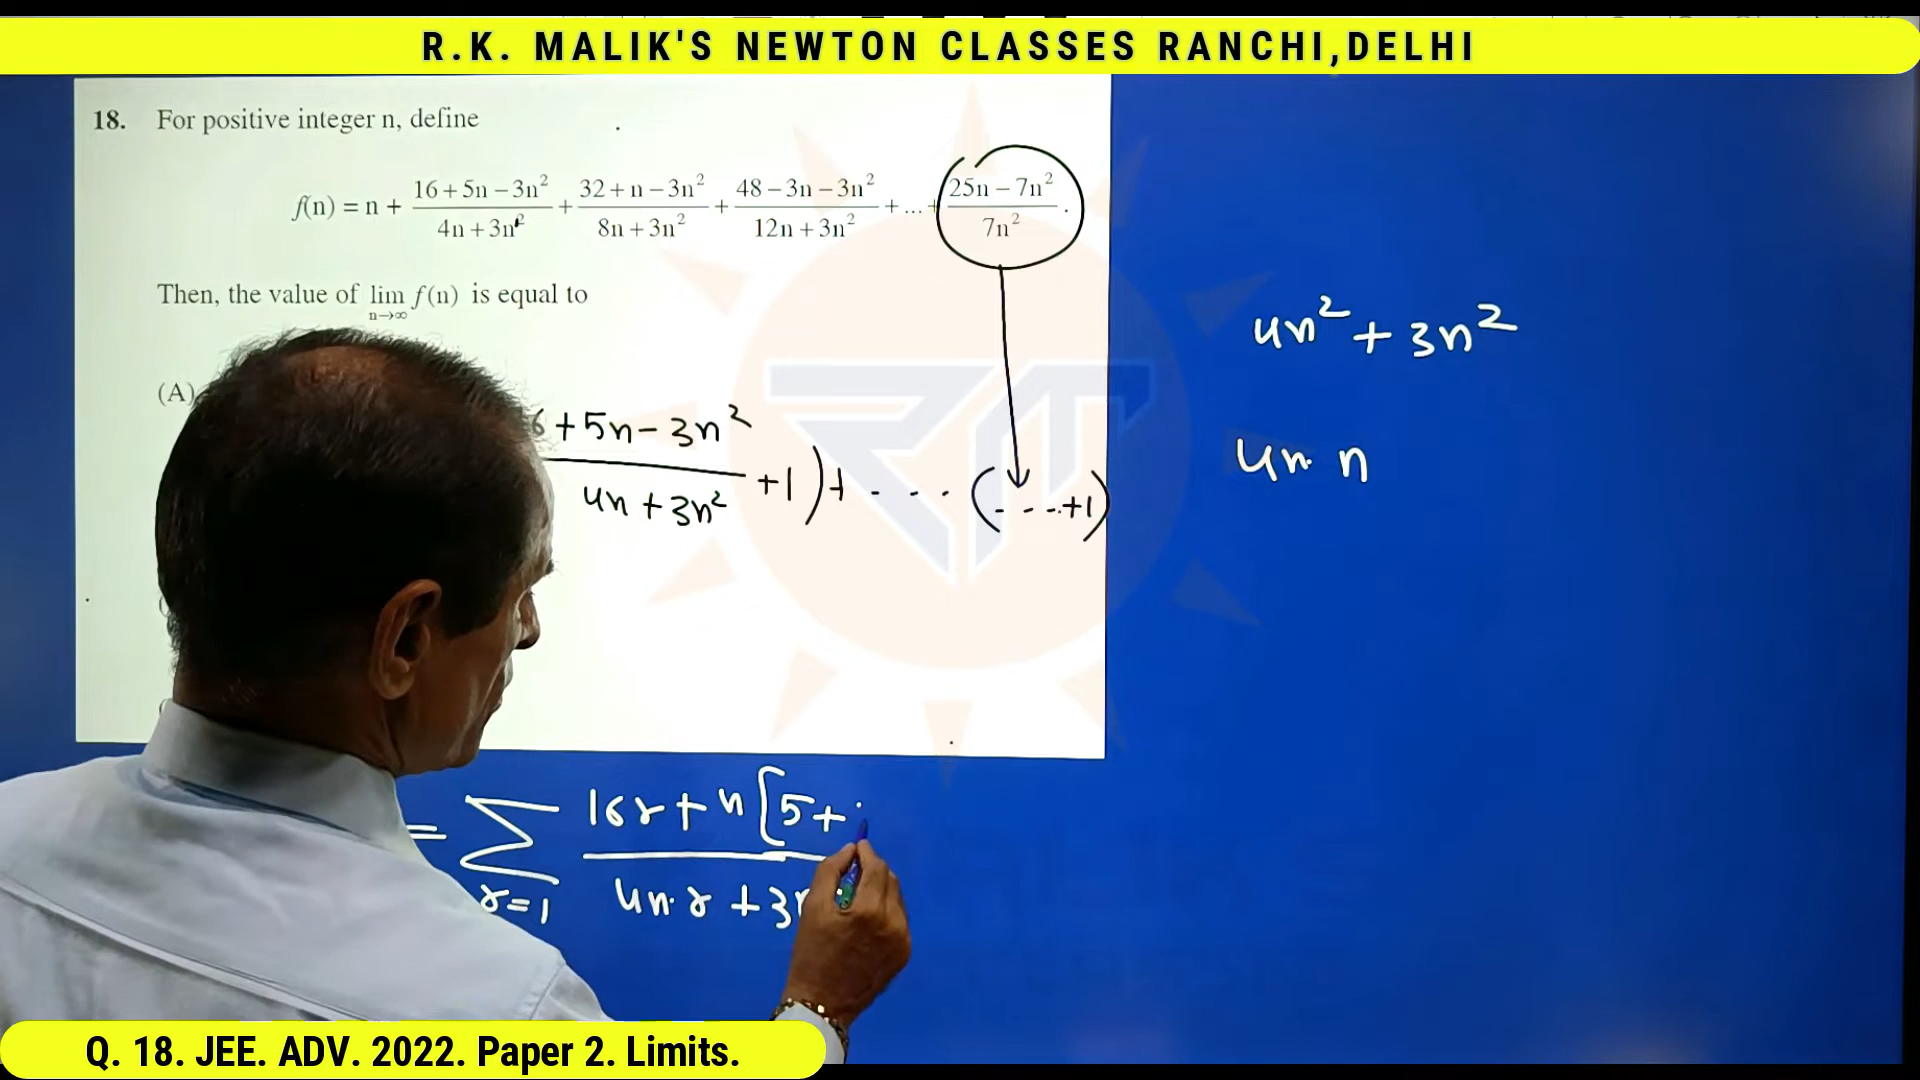 R.K. MALIK'S NEWTON CLASSES RANCHI,DELHI
18. For positive integer n, define
f(n) = n + (16+5n−3n²)/(4n+3n²) + (32+n−3n²)/(8n+3n²) + (48−3n−3n²)/(12n+3n²) + ... + (25n−7n²)/(7n²).
Then, the value of lim n→∞ f(n) is equal to
4n² + 3n²
(A)
6+5n−3n²
4n+3n² +1)+ - - - (- - -.+1)
4n. n
= Σ r=1 16r+n[5+
4n.r +3
Q. 18. JEE. ADV. 2022. Paper 2. Limits.